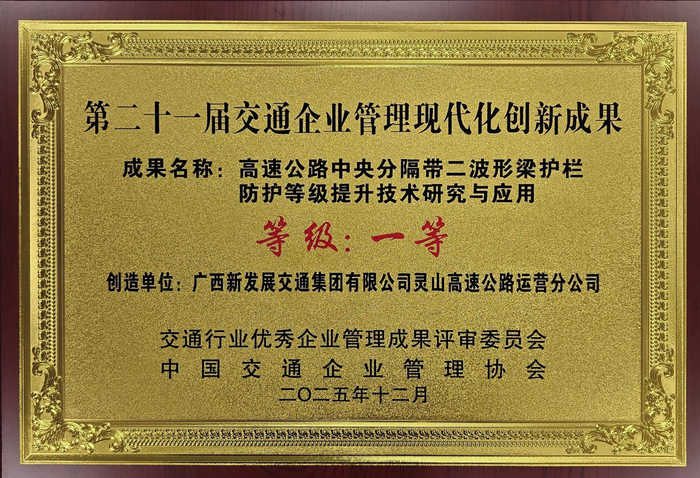 第二十一届交通企业管理现代化创新成果
成果名称：高速公路中央分隔带二波形梁护栏
防护等级提升技术研究与应用
等级：一等
创造单位：广西新发展交通集团有限公司灵山高速公路运营分公司
交通行业优秀企业管理成果评审委员会
中国交通企业管理协会
二〇二五年十二月